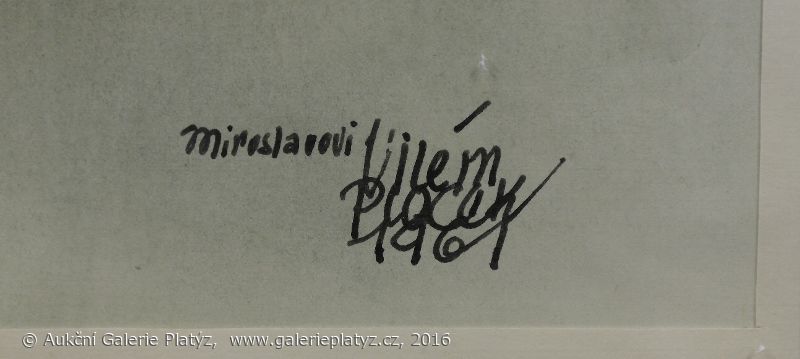 Miroslavovi Vilém
Plocek
1961
© Aukční Galerie Platýz, www.galerieplatyz.cz, 2016